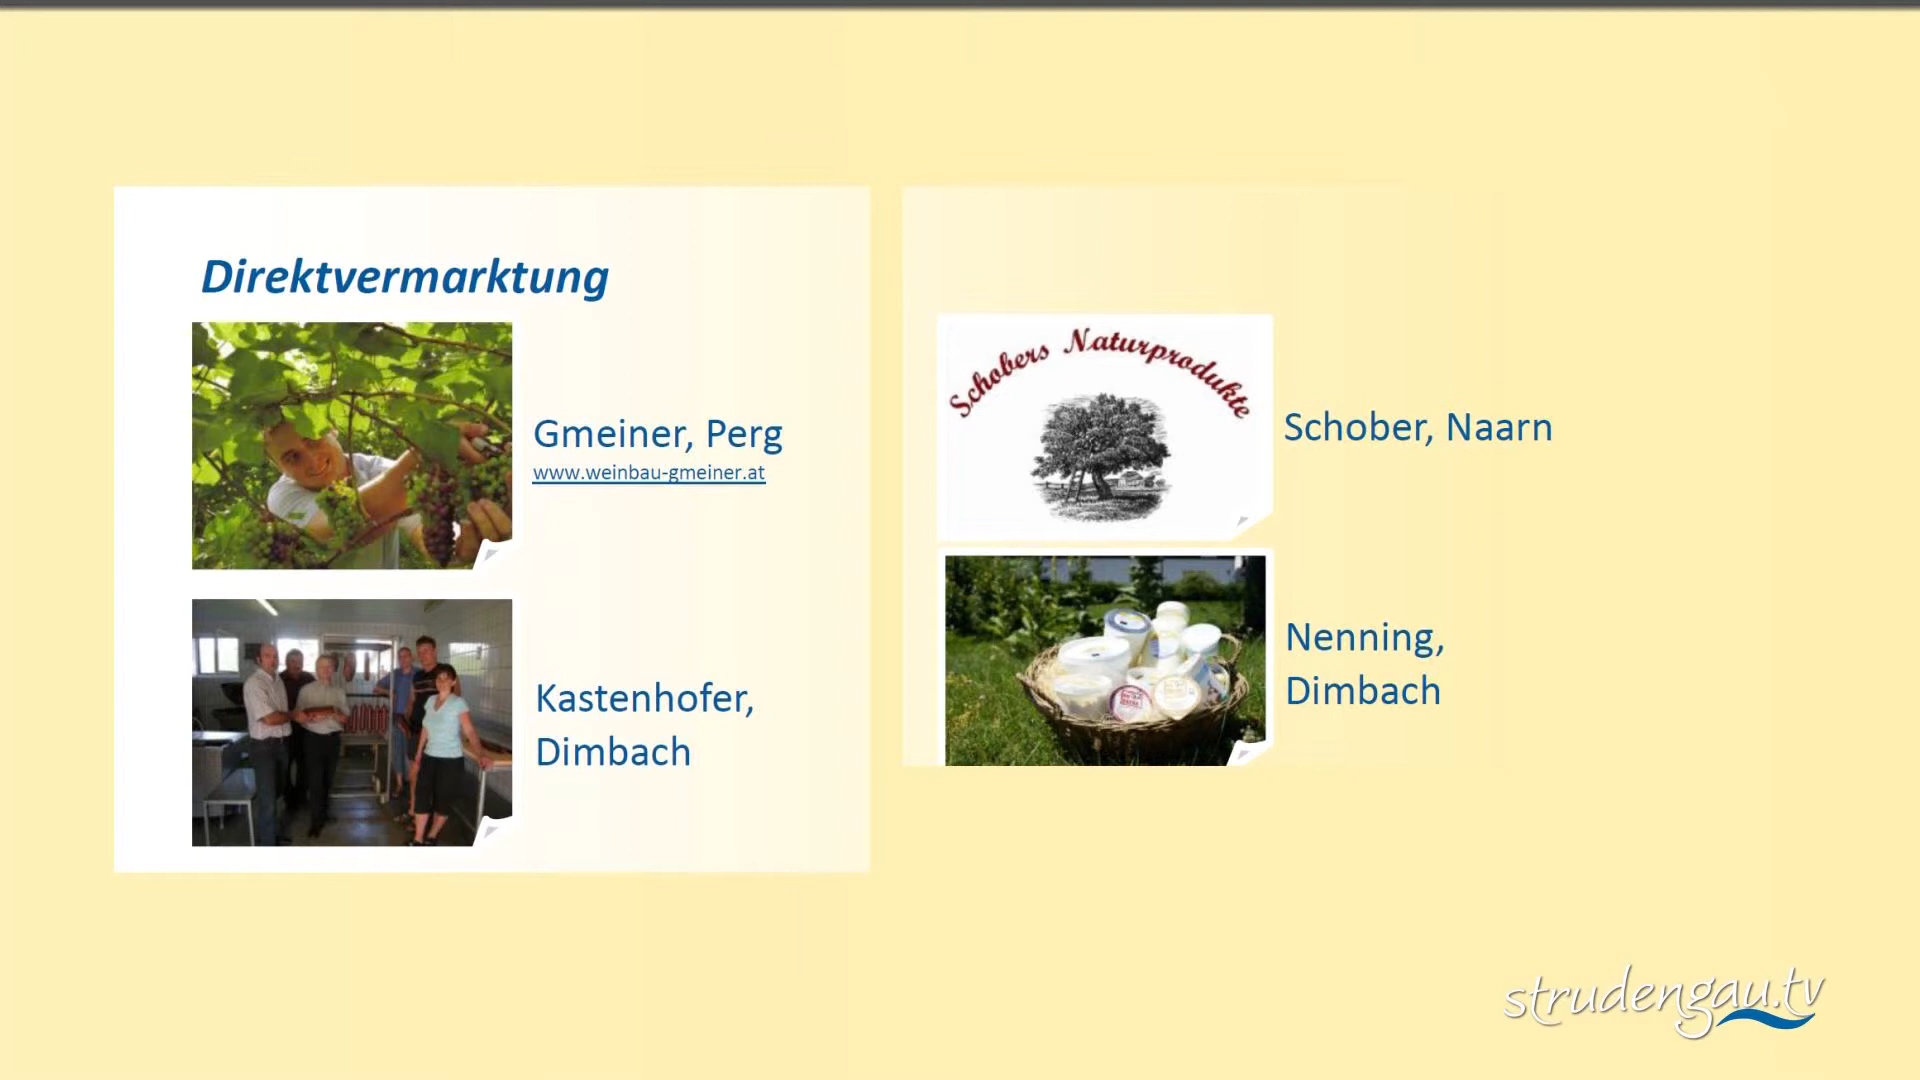 Direktvermarktung
Gmeiner, Perg
www.weinbau-gmeiner.at
Kastenhofer,
Dimbach
Schobers Naturprodukte
Schober, Naarn
Nenning,
Dimbach
strudengau.tv